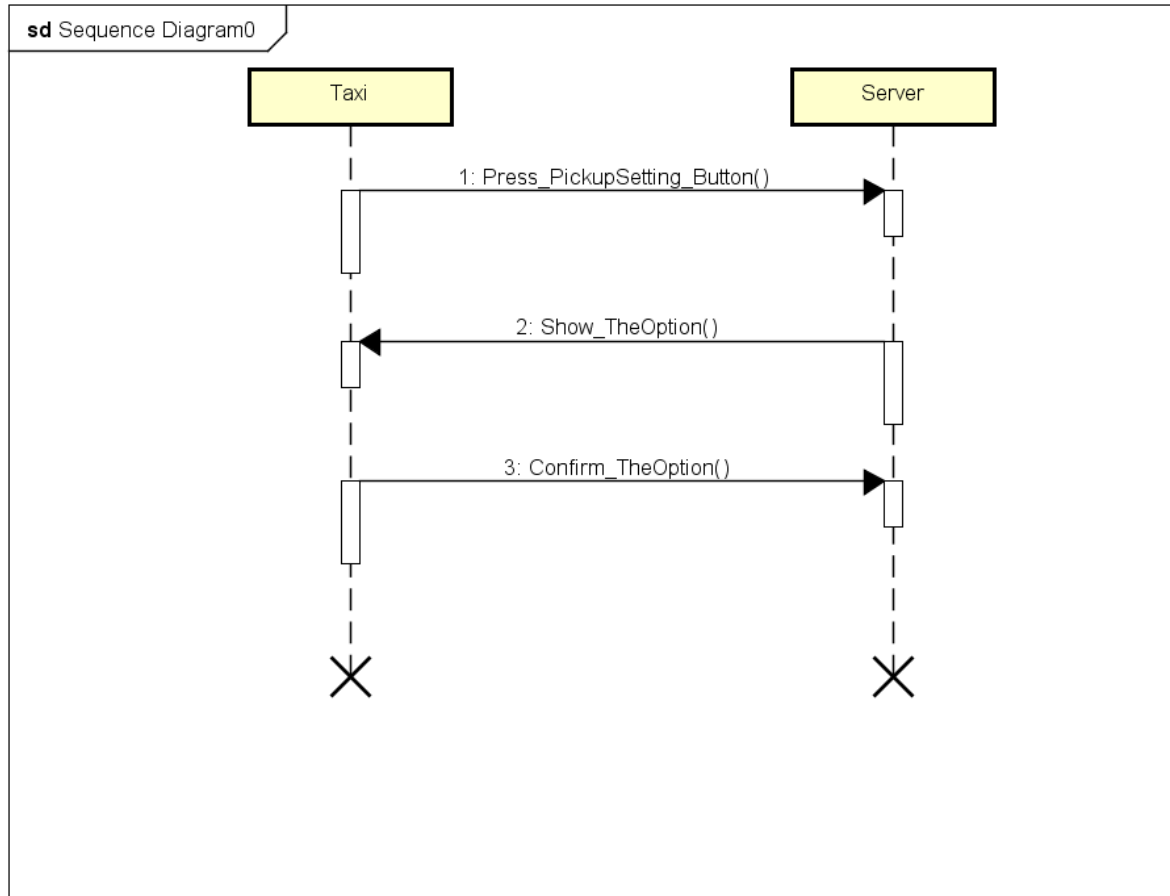 sd Sequence Diagram0
Taxi
Server
1: Press_PickupSetting_Button()
2: Show_TheOption()
3: Confirm_TheOption()